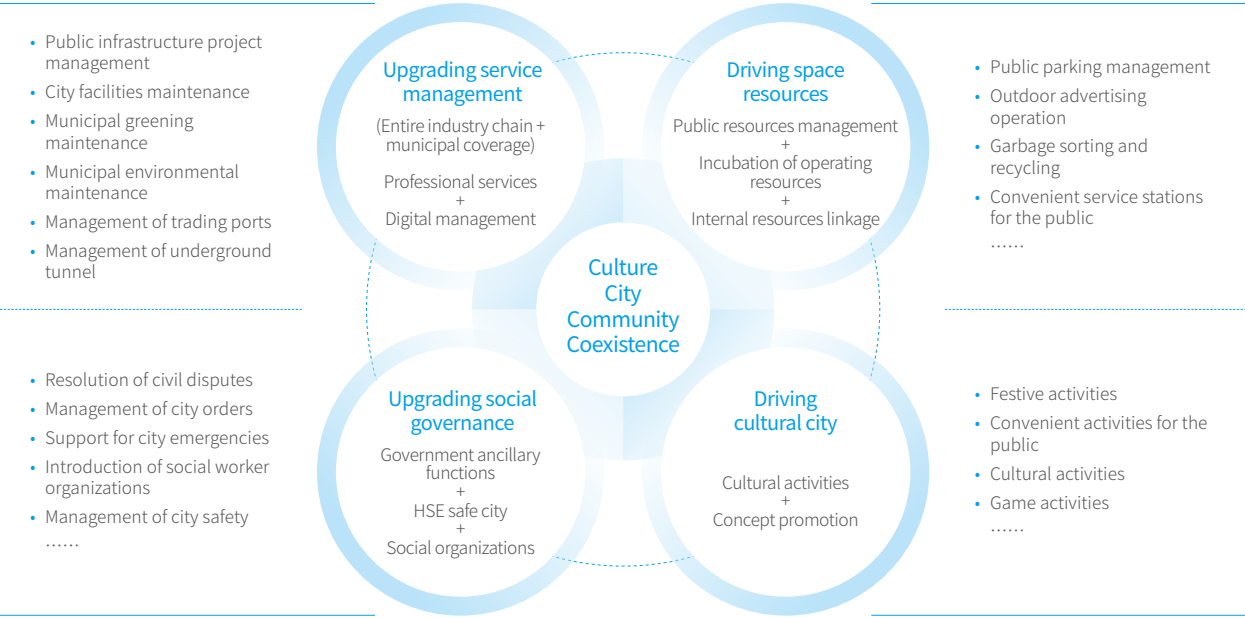 • Public infrastructure project
management
• City facilities maintenance
• Municipal greening
maintenance
• Municipal environmental
maintenance
• Management of trading ports
• Management of underground
tunnel
Upgrading service
management
(Entire industry chain +
municipal coverage)
Professional services
+
Digital management
Driving space
resources
Public resources management
+
Incubation of operating
resources
+
Internal resources linkage
• Public parking management
• Outdoor advertising
operation
• Garbage sorting and
recycling
• Convenient service stations
for the public
……
Culture
City
Community
Coexistence
• Resolution of civil disputes
• Management of city orders
• Support for city emergencies
• Introduction of social worker
organizations
• Management of city safety
……
Upgrading social
governance
Government ancillary
functions
+
HSE safe city
+
Social organizations
Driving
cultural city
Cultural activities
+
Concept promotion
• Festive activities
• Convenient activities for the
public
• Cultural activities
• Game activities
……